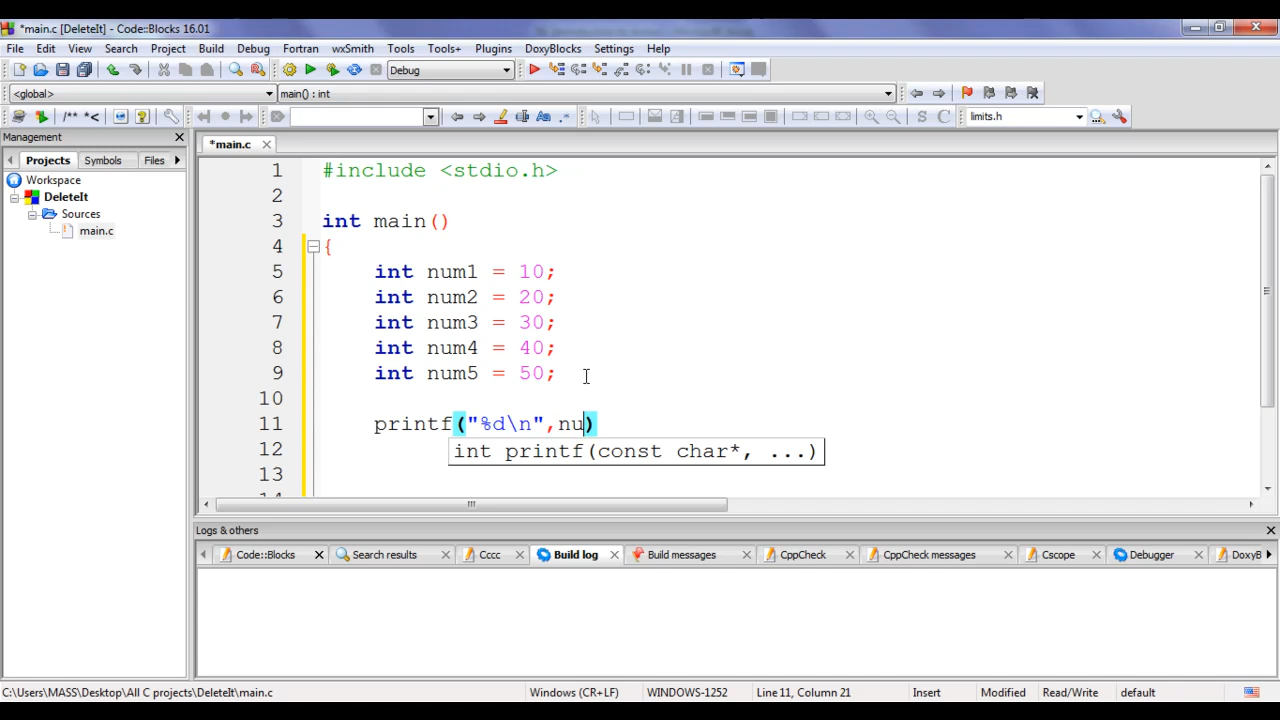 *main.c [DeleteIt] - Code::Blocks 16.01
File Edit View Search Project Build Debug Fortran wxSmith Tools Tools+ Plugins DoxyBlocks Settings Help
Debug
<global> main() : int
/** *< limits.h
Management
Projects Symbols Files
*main.c
Workspace
DeleteIt
Sources
main.c
1 #include <stdio.h>
2
3 int main()
4 {
5 int num1 = 10;
6 int num2 = 20;
7 int num3 = 30;
8 int num4 = 40;
9 int num5 = 50;
10
11 printf("%d\n",nu)
12 int printf(const char*, ...)
13
Logs & others
Code::Blocks Search results Cccc Build log Build messages CppCheck CppCheck messages Cscope Debugger DoxyB
C:\Users\MASS\Desktop\All C projects\DeleteIt\main.c Windows (CR+LF) WINDOWS-1252 Line 11, Column 21 Insert Modified Read/Write default